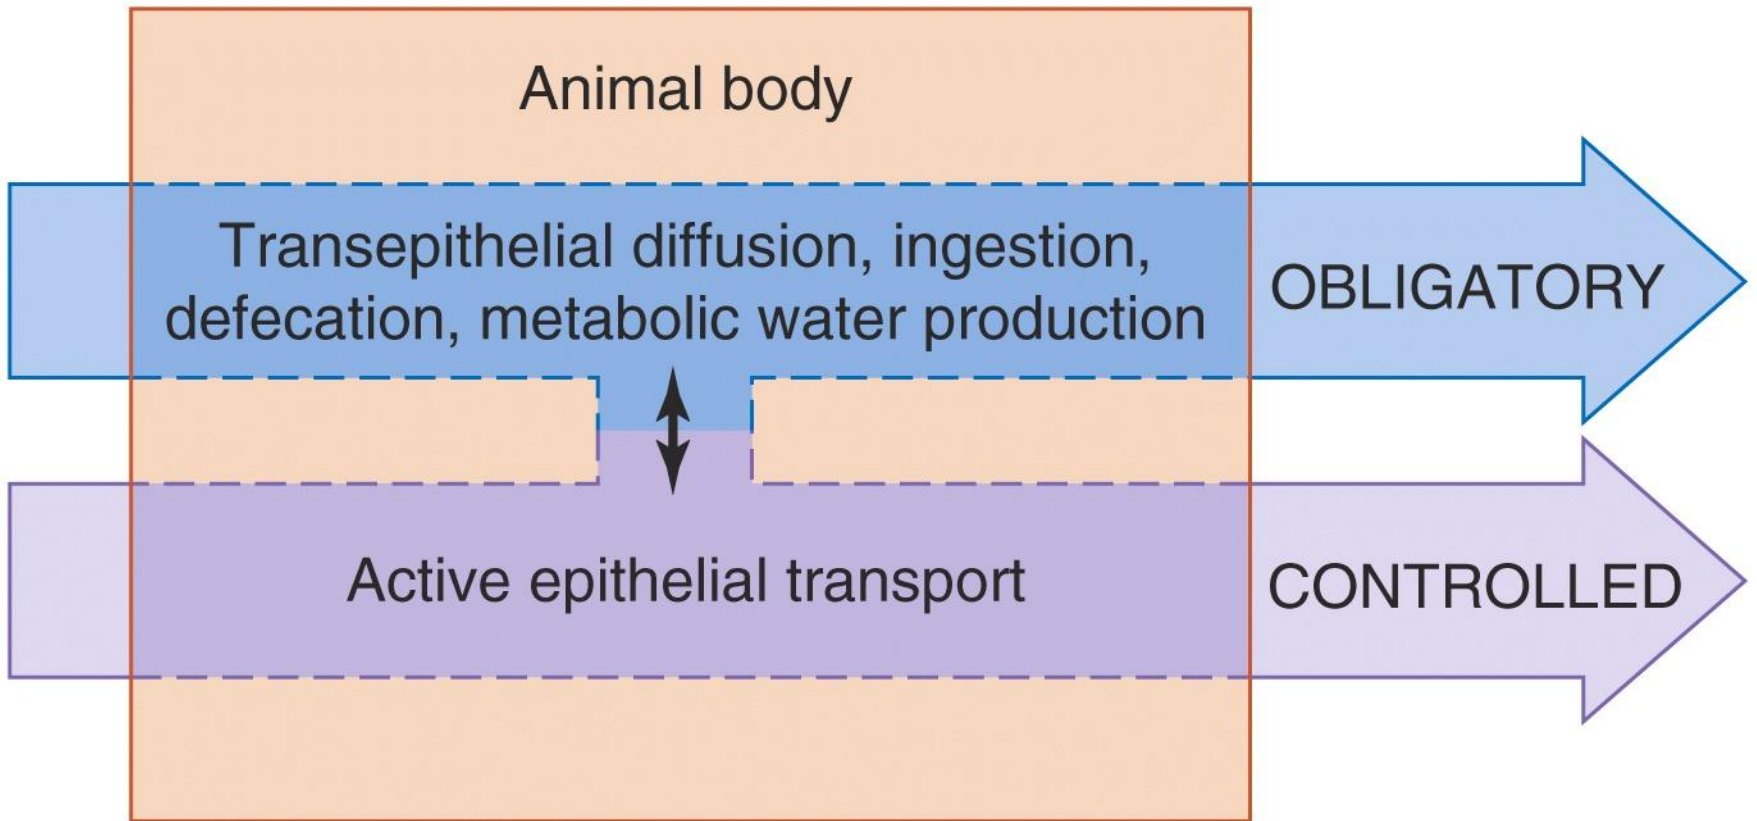 Animal body
Transepithelial diffusion, ingestion,
defecation, metabolic water production
OBLIGATORY
Active epithelial transport
CONTROLLED